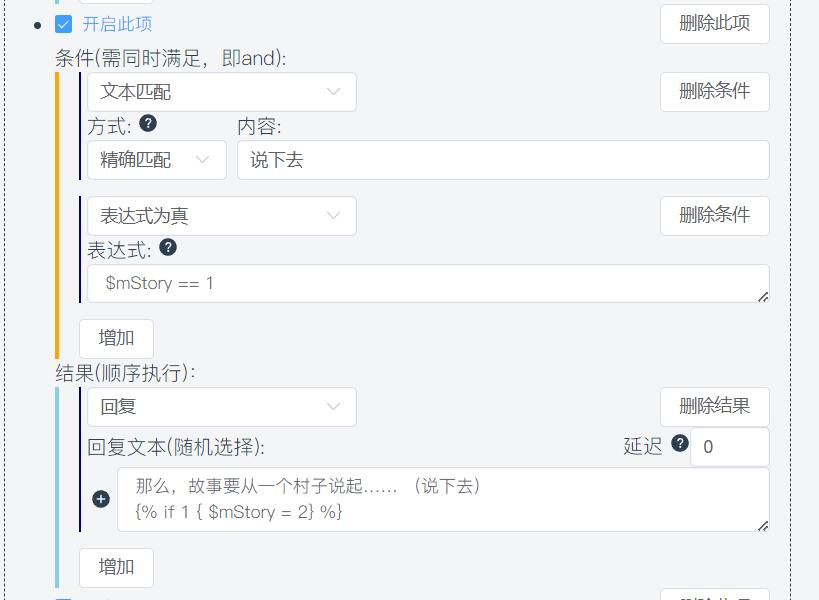 开启此项 删除此项
条件(需同时满足，即and):
文本匹配 删除条件
方式: ? 内容:
精确匹配 说下去
表达式为真 删除条件
表达式: ?
$mStory == 1
增加
结果(顺序执行):
回复 删除结果
回复文本(随机选择): 延迟 ? 0
那么，故事要从一个村子说起…… （说下去）
{% if 1 { $mStory = 2} %}
增加